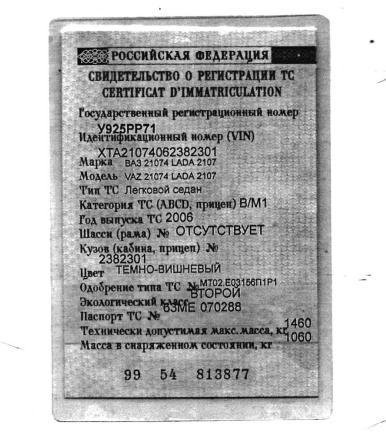 РОССИЙСКАЯ ФЕДЕРАЦИЯ
СВИДЕТЕЛЬСТВО О РЕГИСТРАЦИИ ТС
CERTIFICAT D'IMMATRICULATION
Государственный регистрационный номер
У925РР71
Идентификационный номер (VIN)
ХТА21074062382301
Марка ВАЗ 21074 LADA 2107
Модель VAZ 21074 LADA 2107
Тип ТС Легковой седан
Категория ТС (ABCD, прицеп) В/М1
Год выпуска ТС 2006
Шасси (рама) № ОТСУТСТВУЕТ
Кузов (кабина, прицеп) №
2382301
Цвет ТЕМНО-ВИШНЕВЫЙ
Одобрение типа ТС № МТ02.Е03156П1Р1
Экологический класс ВТОРОЙ
Паспорт ТС № 63МЕ 070288
Технически допустимая макс. масса, кг 1460
Масса в снаряженном состоянии, кг 1060
99 54 813877